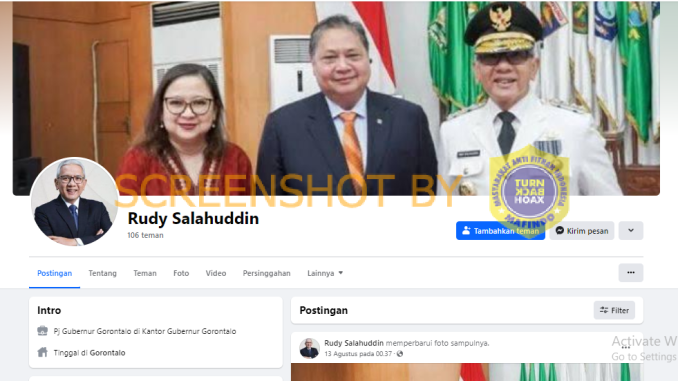 SCREENSHOT BY
MASYARAKAT ANTI FITNAH INDONESIA
TURN
BACK
HOAX
MAFINDO
Rudy Salahuddin
106 teman
Tambahkan teman
Kirim pesan
Postingan
Tentang
Teman
Foto
Video
Persinggahan
Lainnya
Intro
Pj Gubernur Gorontalo di Kantor Gubernur Gorontalo
Tinggal di Gorontalo
Postingan
Filter
Rudy Salahuddin memperbarui foto sampulnya.
13 Agustus pada 00.37 ·
Activate W
Go to Settings